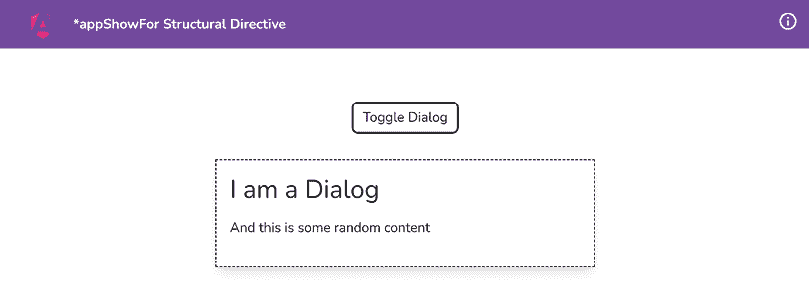 *appShowFor Structural Directive
Toggle Dialog
I am a Dialog
And this is some random content